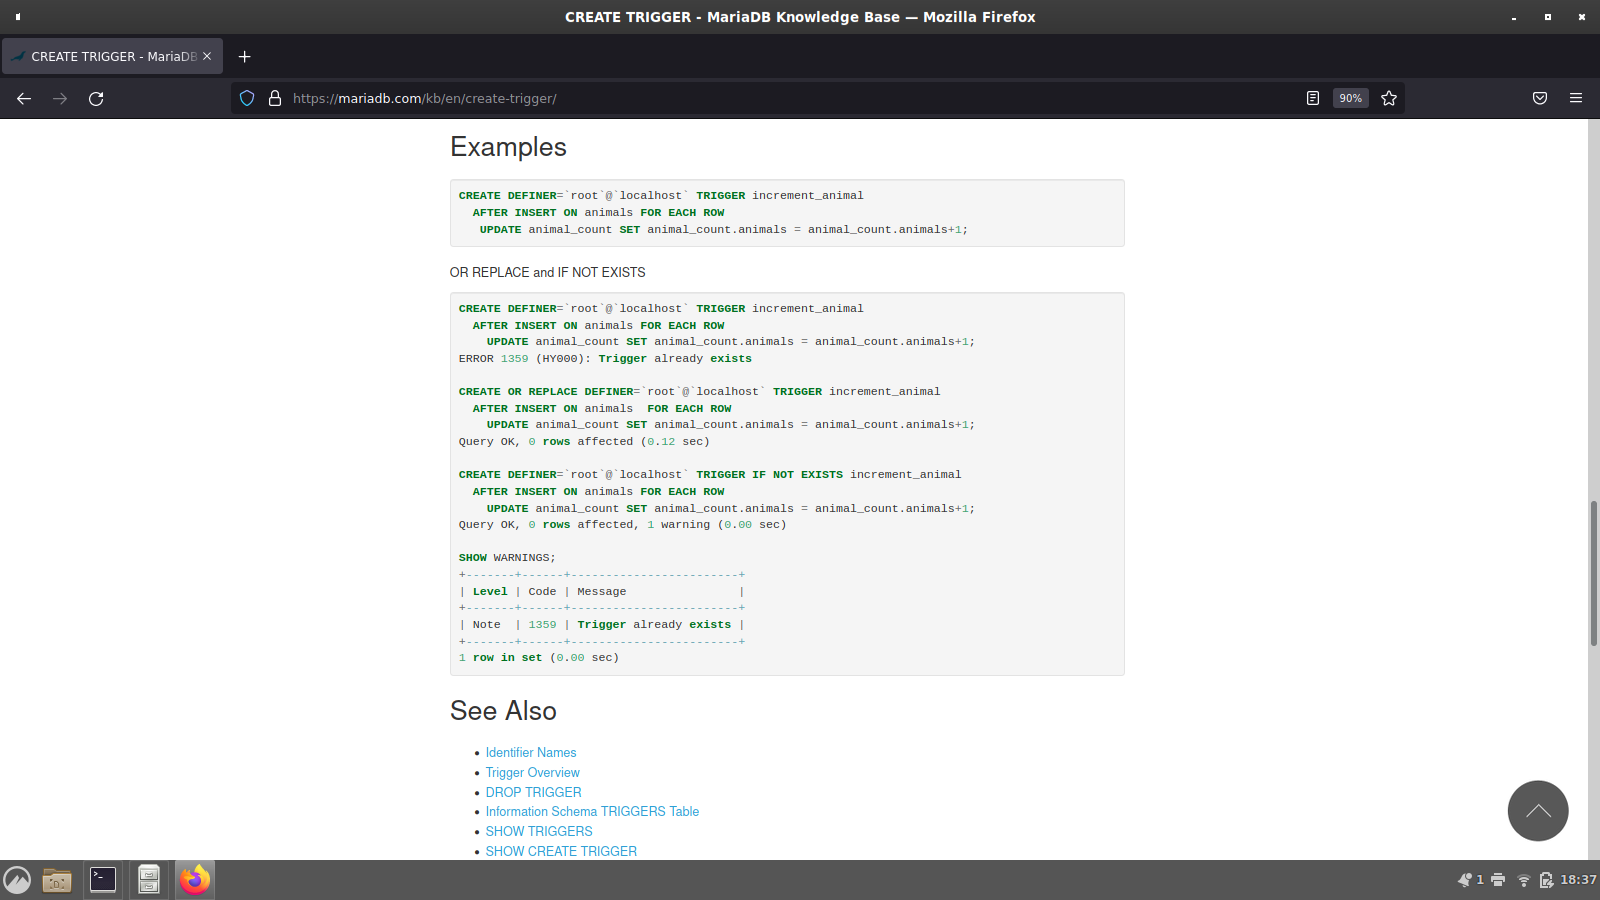 CREATE TRIGGER - MariaDB Knowledge Base — Mozilla Firefox
CREATE TRIGGER - MariaDB
https://mariadb.com/kb/en/create-trigger/
90%
Examples
CREATE DEFINER=`root`@`localhost` TRIGGER increment_animal
  AFTER INSERT ON animals FOR EACH ROW
   UPDATE animal_count SET animal_count.animals = animal_count.animals+1;
OR REPLACE and IF NOT EXISTS
CREATE DEFINER=`root`@`localhost` TRIGGER increment_animal
  AFTER INSERT ON animals FOR EACH ROW
    UPDATE animal_count SET animal_count.animals = animal_count.animals+1;
ERROR 1359 (HY000): Trigger already exists
CREATE OR REPLACE DEFINER=`root`@`localhost` TRIGGER increment_animal
  AFTER INSERT ON animals  FOR EACH ROW
    UPDATE animal_count SET animal_count.animals = animal_count.animals+1;
Query OK, 0 rows affected (0.12 sec)
CREATE DEFINER=`root`@`localhost` TRIGGER IF NOT EXISTS increment_animal
  AFTER INSERT ON animals FOR EACH ROW
    UPDATE animal_count SET animal_count.animals = animal_count.animals+1;
Query OK, 0 rows affected, 1 warning (0.00 sec)
SHOW WARNINGS;
+-------+------+------------------------+
| Level | Code | Message                |
+-------+------+------------------------+
| Note  | 1359 | Trigger already exists |
+-------+------+------------------------+
1 row in set (0.00 sec)
See Also
• Identifier Names
• Trigger Overview
• DROP TRIGGER
• Information Schema TRIGGERS Table
• SHOW TRIGGERS
• SHOW CREATE TRIGGER
1
18:37